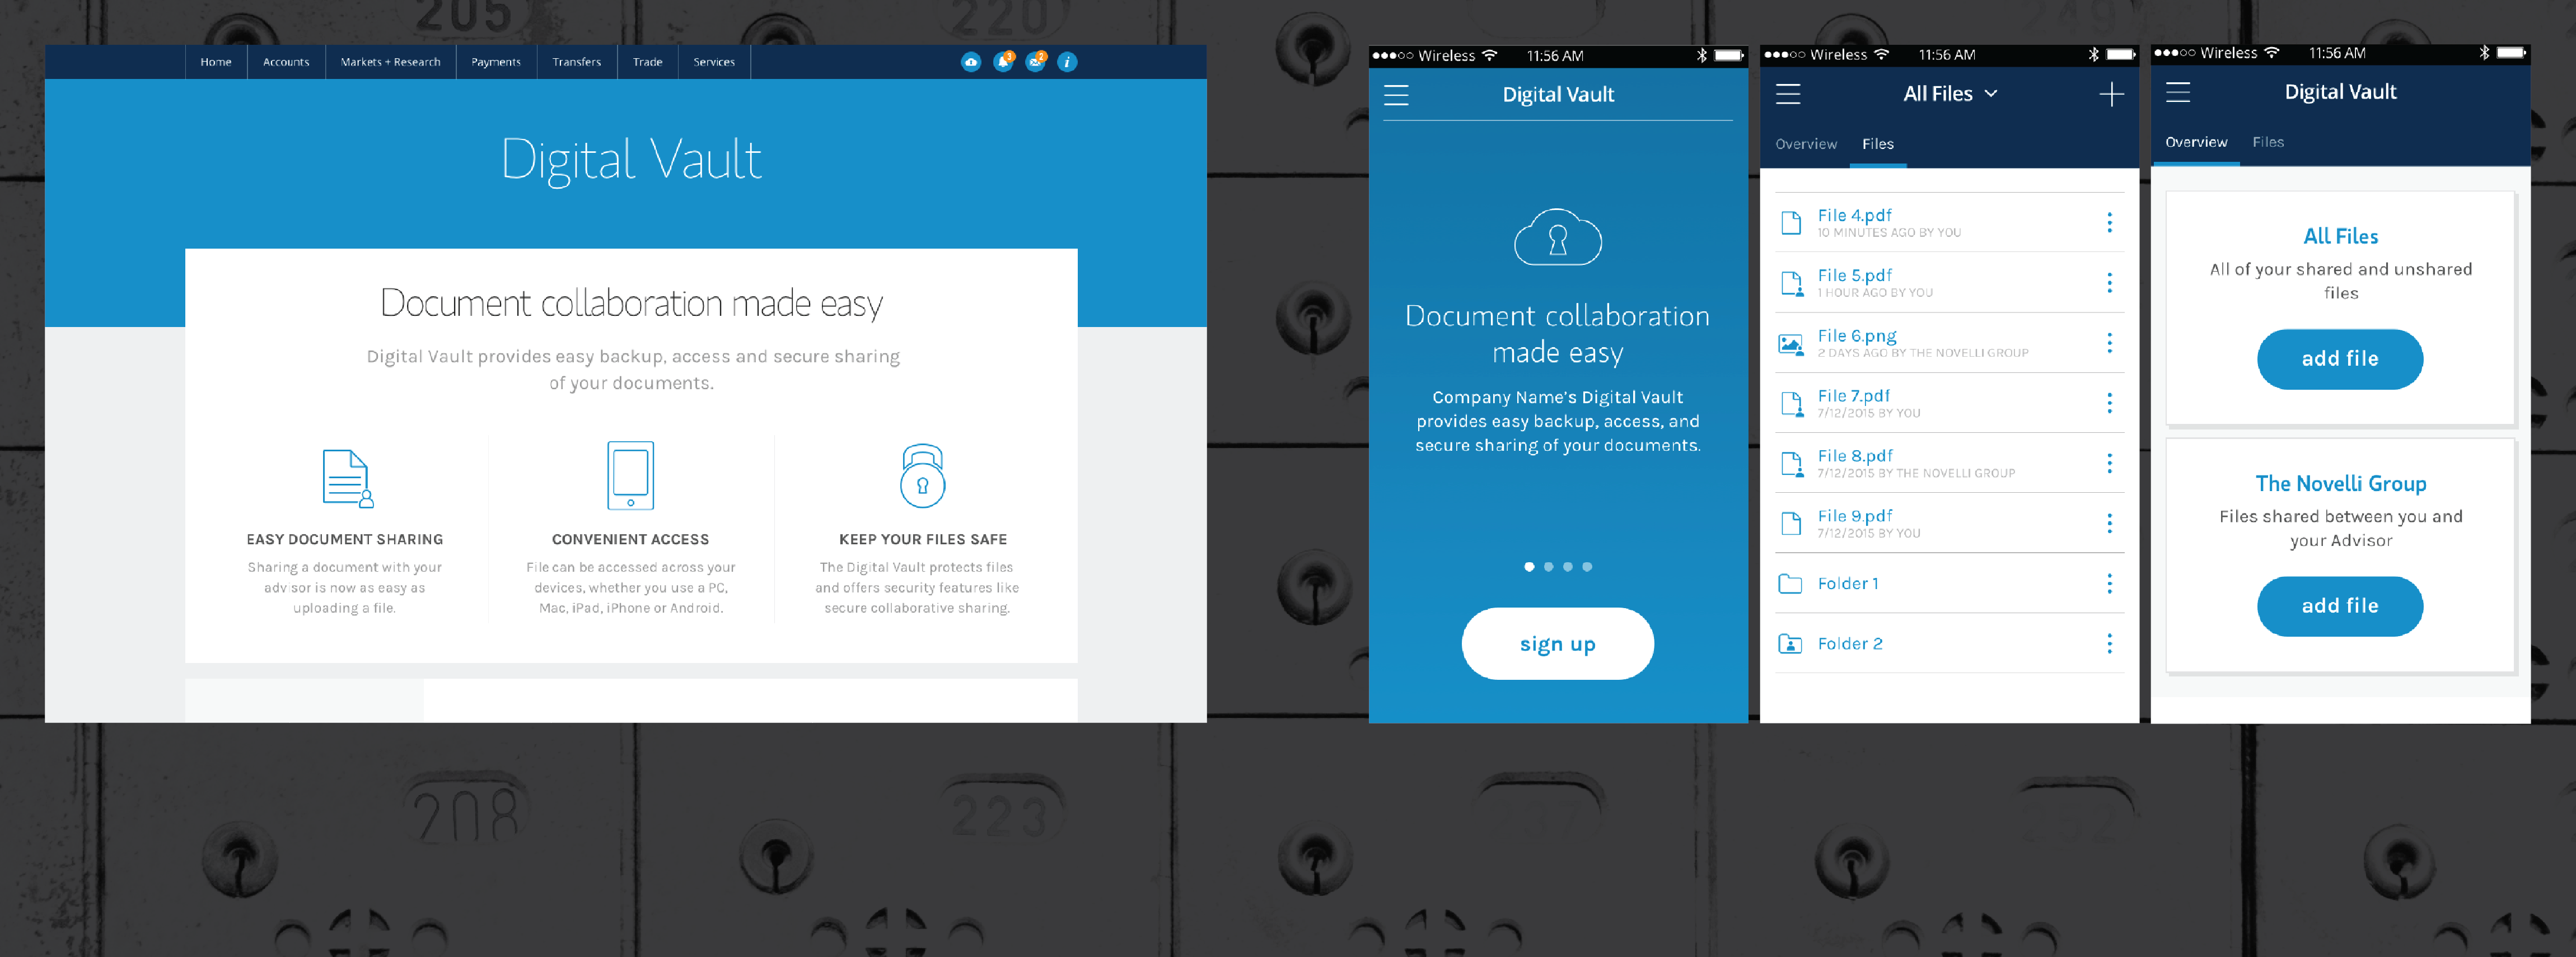 205
220
249
Home Accounts Markets + Research Payments Transfers Trade Services
3
2
i
Digital Vault
Document collaboration made easy
Digital Vault provides easy backup, access and secure sharing
of your documents.
EASY DOCUMENT SHARING
Sharing a document with your
advisor is now as easy as
uploading a file.
CONVENIENT ACCESS
File can be accessed across your
devices, whether you use a PC,
Mac, iPad, iPhone or Android.
KEEP YOUR FILES SAFE
The Digital Vault protects files
and offers security features like
secure collaborative sharing.
Wireless 11:56 AM
Digital Vault
Document collaboration
made easy
Company Name's Digital Vault
provides easy backup, access, and
secure sharing of your documents.
sign up
Wireless 11:56 AM
All Files
Overview Files
File 4.pdf
10 MINUTES AGO BY YOU
File 5.pdf
1 HOUR AGO BY YOU
File 6.png
2 DAYS AGO BY THE NOVELLI GROUP
File 7.pdf
7/12/2015 BY YOU
File 8.pdf
7/12/2015 BY THE NOVELLI GROUP
File 9.pdf
7/12/2015 BY YOU
Folder 1
Folder 2
Wireless 11:56 AM
Digital Vault
Overview Files
All Files
All of your shared and unshared
files
add file
The Novelli Group
Files shared between you and
your Advisor
add file
208
223